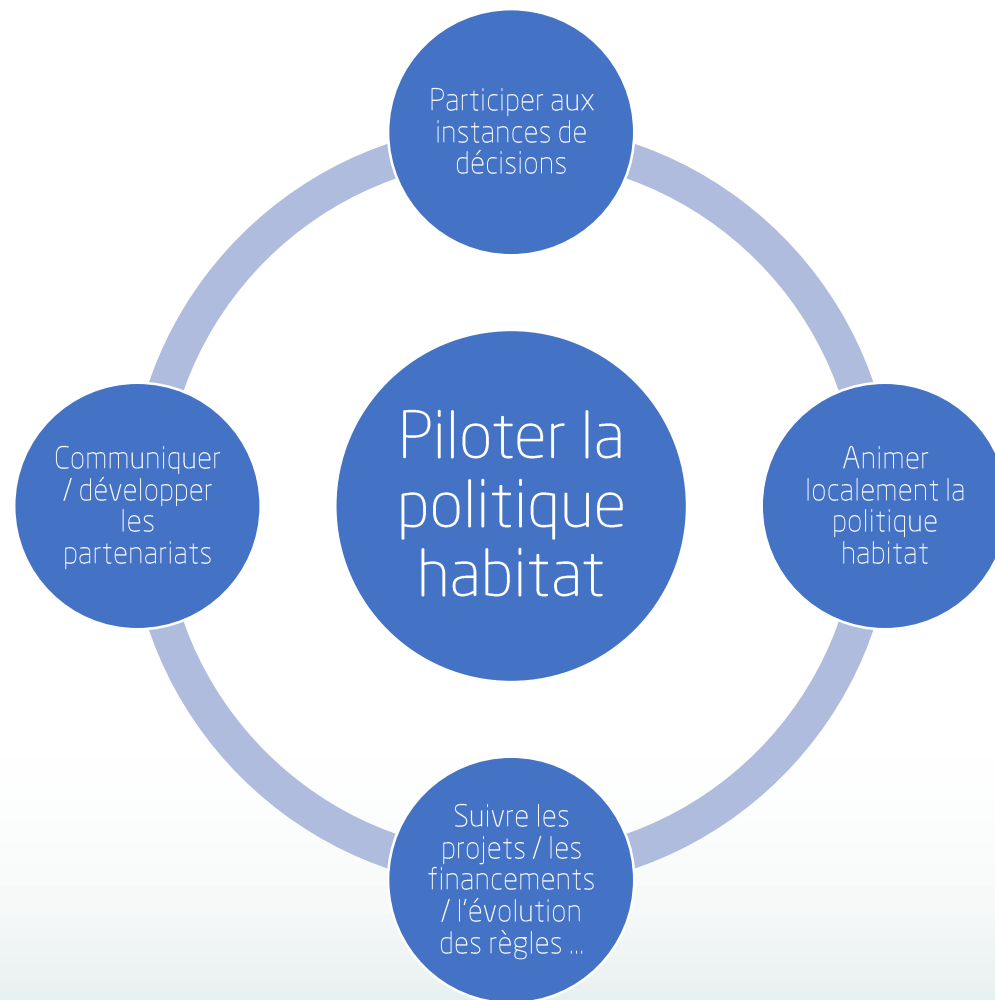 Participer aux
instances de
décisions
Piloter la
politique
habitat
Communiquer
/ développer
les
partenariats
Animer
localement la
politique
habitat
Suivre les
projets / les
financements
/ l'évolution
des règles ...